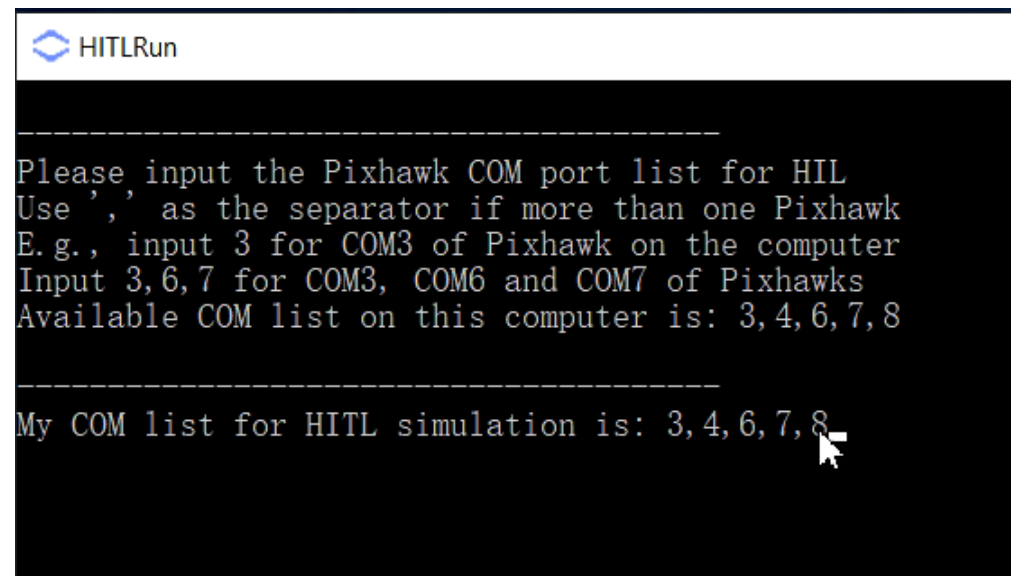 HITLRun
---------------------------------------
Please input the Pixhawk COM port list for HIL
Use ',' as the separator if more than one Pixhawk
E.g., input 3 for COM3 of Pixhawk on the computer
Input 3,6,7 for COM3, COM6 and COM7 of Pixhawks
Available COM list on this computer is: 3,4,6,7,8
---------------------------------------
My COM list for HITL simulation is: 3,4,6,7,8